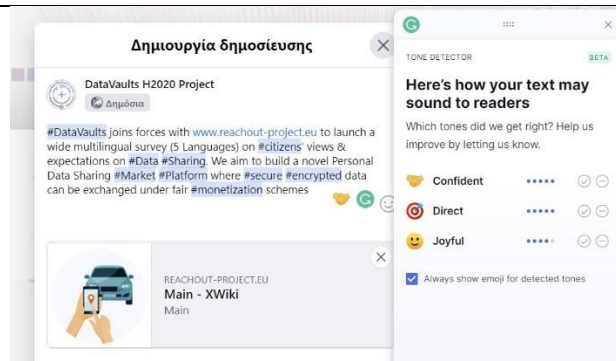 Δημιουργία δημοσίευσης
DataVaults H2020 Project
Δημόσια
#DataVaults joins forces with www.reachout-project.eu to launch a
wide multilingual survey (5 Languages) on #citizens' views &
expectations on #Data #Sharing. We aim to build a novel Personal
Data Sharing #Market #Platform where #secure #encrypted data
can be exchanged under fair #monetization schemes
REACHOUT-PROJECT.EU
Main - XWiki
Main
TONE DETECTOR
BETA
Here's how your text may
sound to readers
Which tones did we get right? Help us
improve by letting us know.
Confident
Direct
Joyful
Always show emoji for detected tones